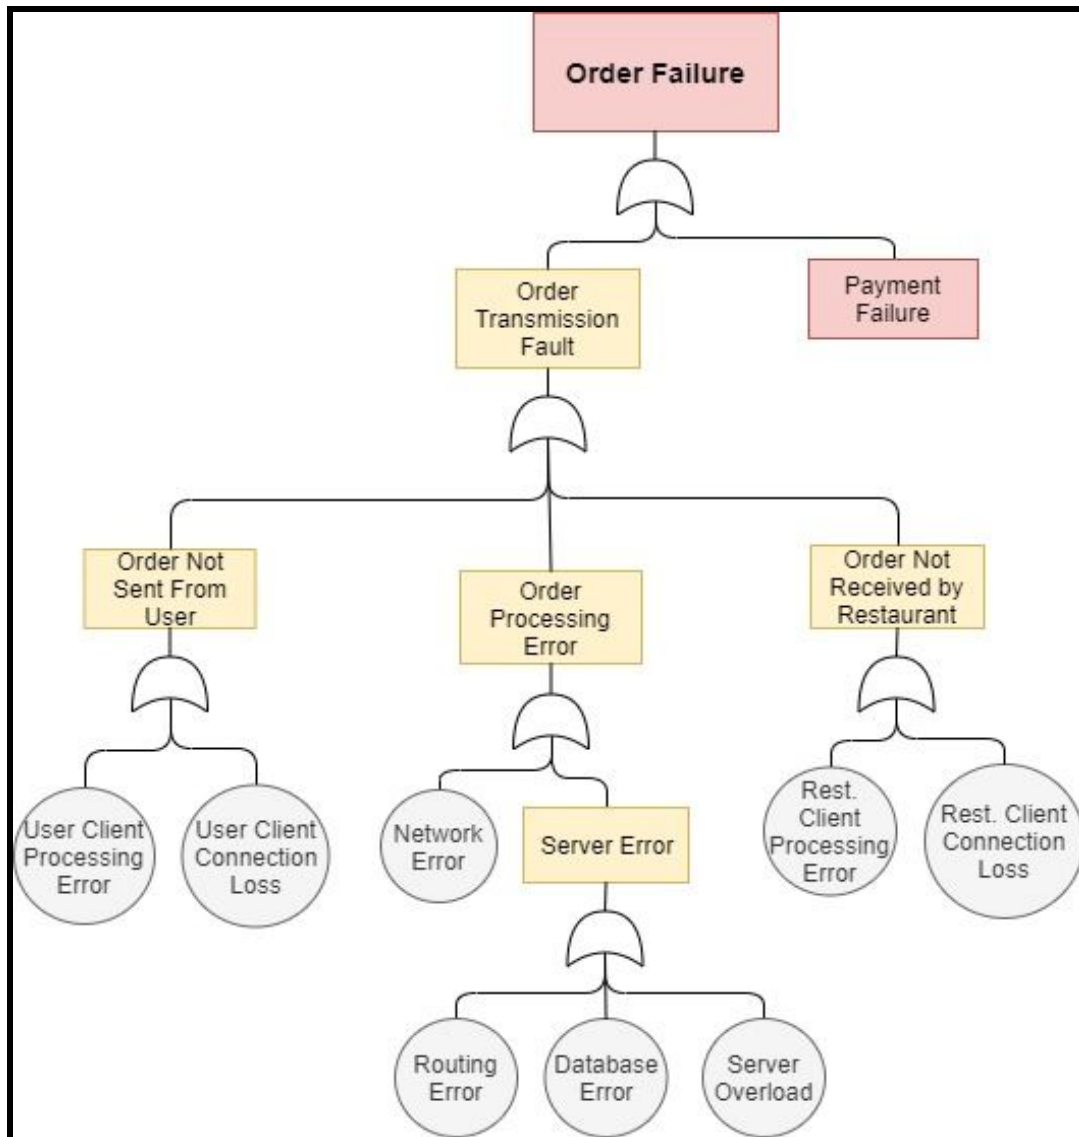 Order Failure
Order
Transmission
Fault
Payment
Failure
Order Not
Sent From
User
Order
Processing
Error
Order Not
Received by
Restaurant
User Client
Processing
Error
User Client
Connection
Loss
Network
Error
Server Error
Rest.
Client
Processing
Error
Rest. Client
Connection
Loss
Routing
Error
Database
Error
Server
Overload